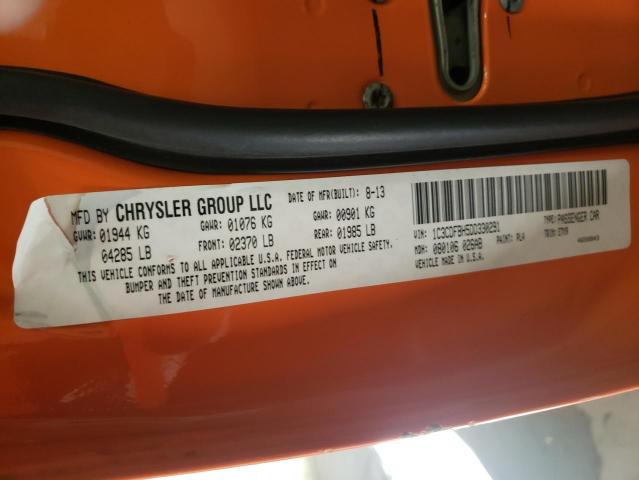 MFD BY CHRYSLER GROUP LLC
DATE OF MFR(BUILT): 8-13
GVWR: 01944 KG
GAWR: 01076 KG
GAWR: 00901 KG
04285 LB
FRONT: 02370 LB
REAR: 01985 LB
THIS VEHICLE CONFORMS TO ALL APPLICABLE U.S.A. FEDERAL MOTOR VEHICLE SAFETY,
BUMPER AND THEFT PREVENTION STANDARDS IN EFFECT ON
THE DATE OF MANUFACTURE SHOWN ABOVE.
VIN: 1C3CDFBH5DD330291
TYPE: PASSENGER CAR
MDH: 080106 026AB
PAINT: PLA
TRIM:
VEHICLE MADE IN U.S.A.